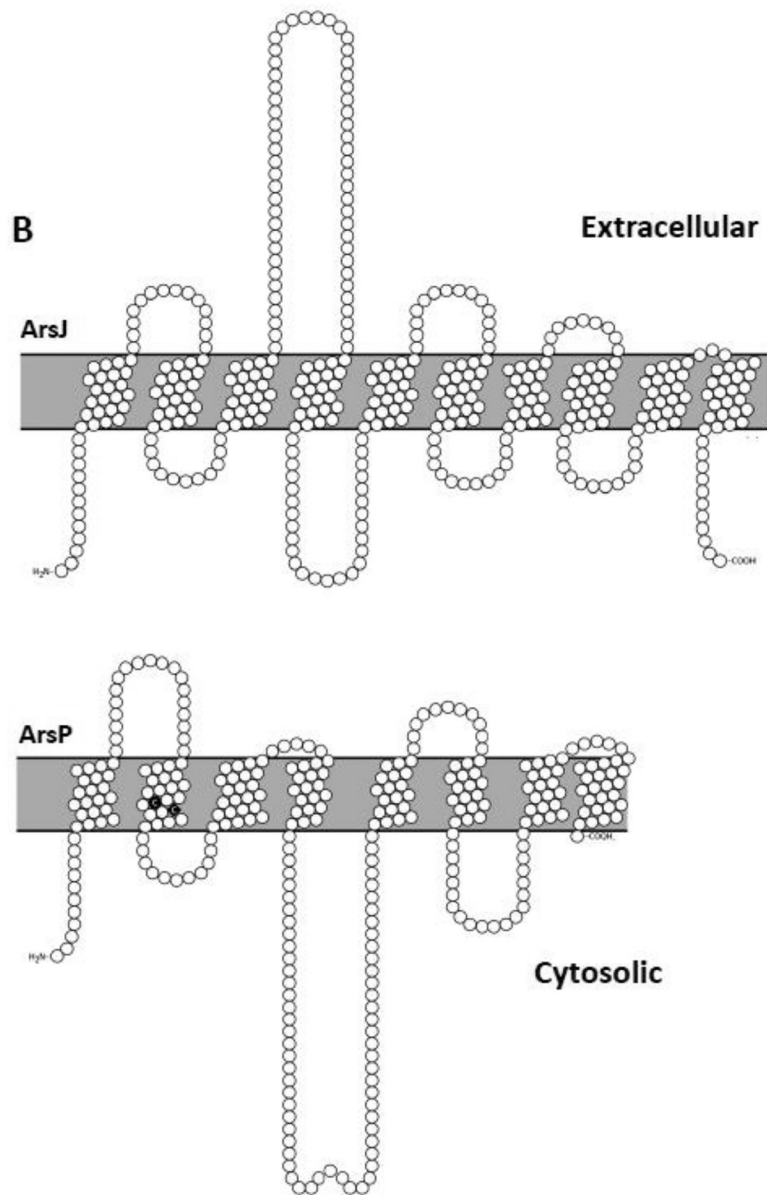 B
Extracellular
ArsJ
H₂N-
-COOH
ArsP
C
C
-COOH.
H₂N-
Cytosolic